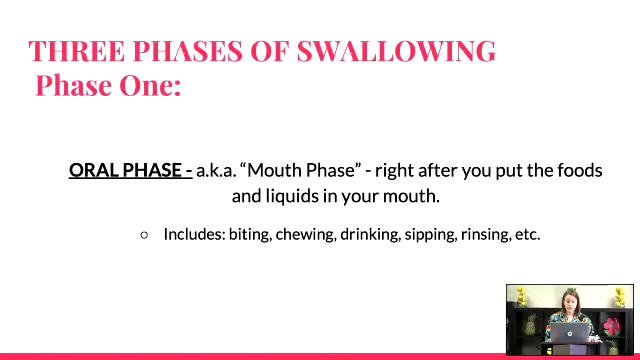 THREE PHASES OF SWALLOWING
Phase One:
ORAL PHASE - a.k.a. “Mouth Phase” - right after you put the foods
and liquids in your mouth.
○ Includes: biting, chewing, drinking, sipping, rinsing, etc.